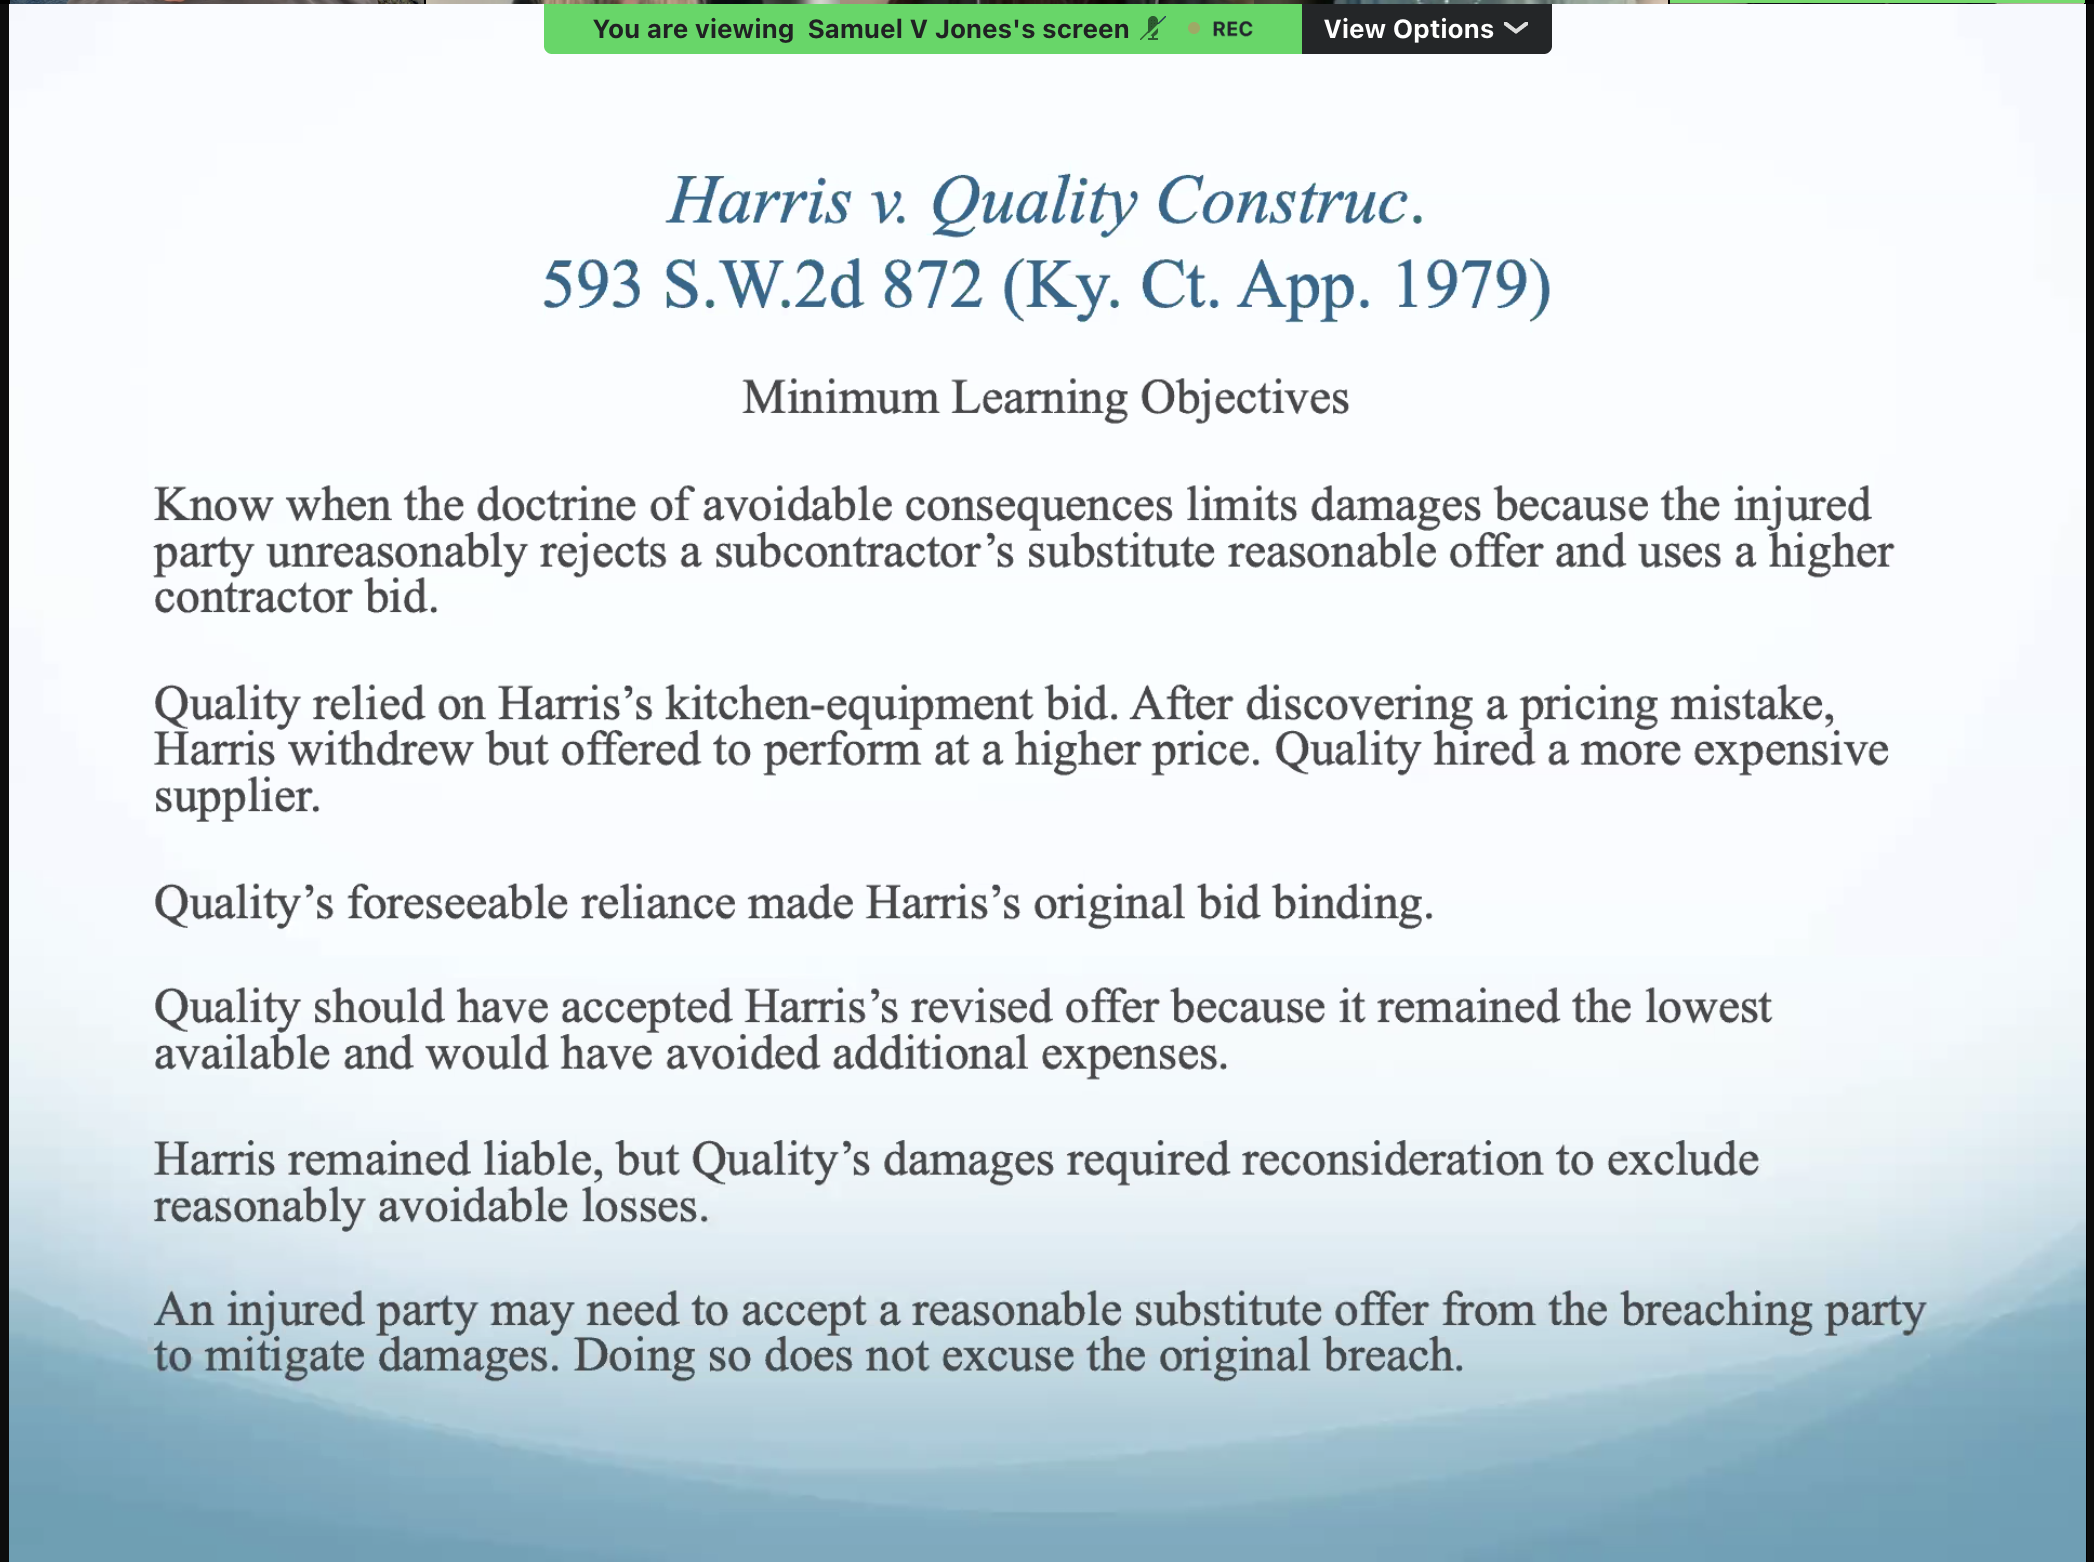 You are viewing Samuel V Jones's screen REC View Options
Harris v. Quality Construc.
593 S.W.2d 872 (Ky. Ct. App. 1979)
Minimum Learning Objectives
Know when the doctrine of avoidable consequences limits damages because the injured
party unreasonably rejects a subcontractor’s substitute reasonable offer and uses a higher
contractor bid.
Quality relied on Harris’s kitchen-equipment bid. After discovering a pricing mistake,
Harris withdrew but offered to perform at a higher price. Quality hired a more expensive
supplier.
Quality’s foreseeable reliance made Harris’s original bid binding.
Quality should have accepted Harris’s revised offer because it remained the lowest
available and would have avoided additional expenses.
Harris remained liable, but Quality’s damages required reconsideration to exclude
reasonably avoidable losses.
An injured party may need to accept a reasonable substitute offer from the breaching party
to mitigate damages. Doing so does not excuse the original breach.